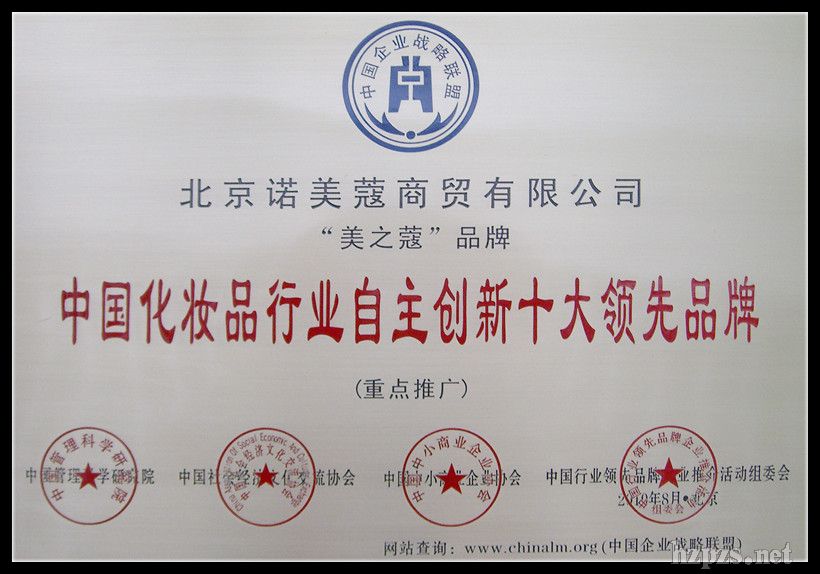 中国企业战略联盟
北京诺美蔻商贸有限公司
“美之蔻”品牌
中国化妆品行业自主创新十大领先品牌
(重点推广)
中国管理科学研究院
中国社会经济文化交流协会
中国中小商业企业协会
中国行业领先品牌企业推介活动组委会
8月·北京
网站查询：www.chinalm.org(中国企业战略联盟)
hzpzs.net